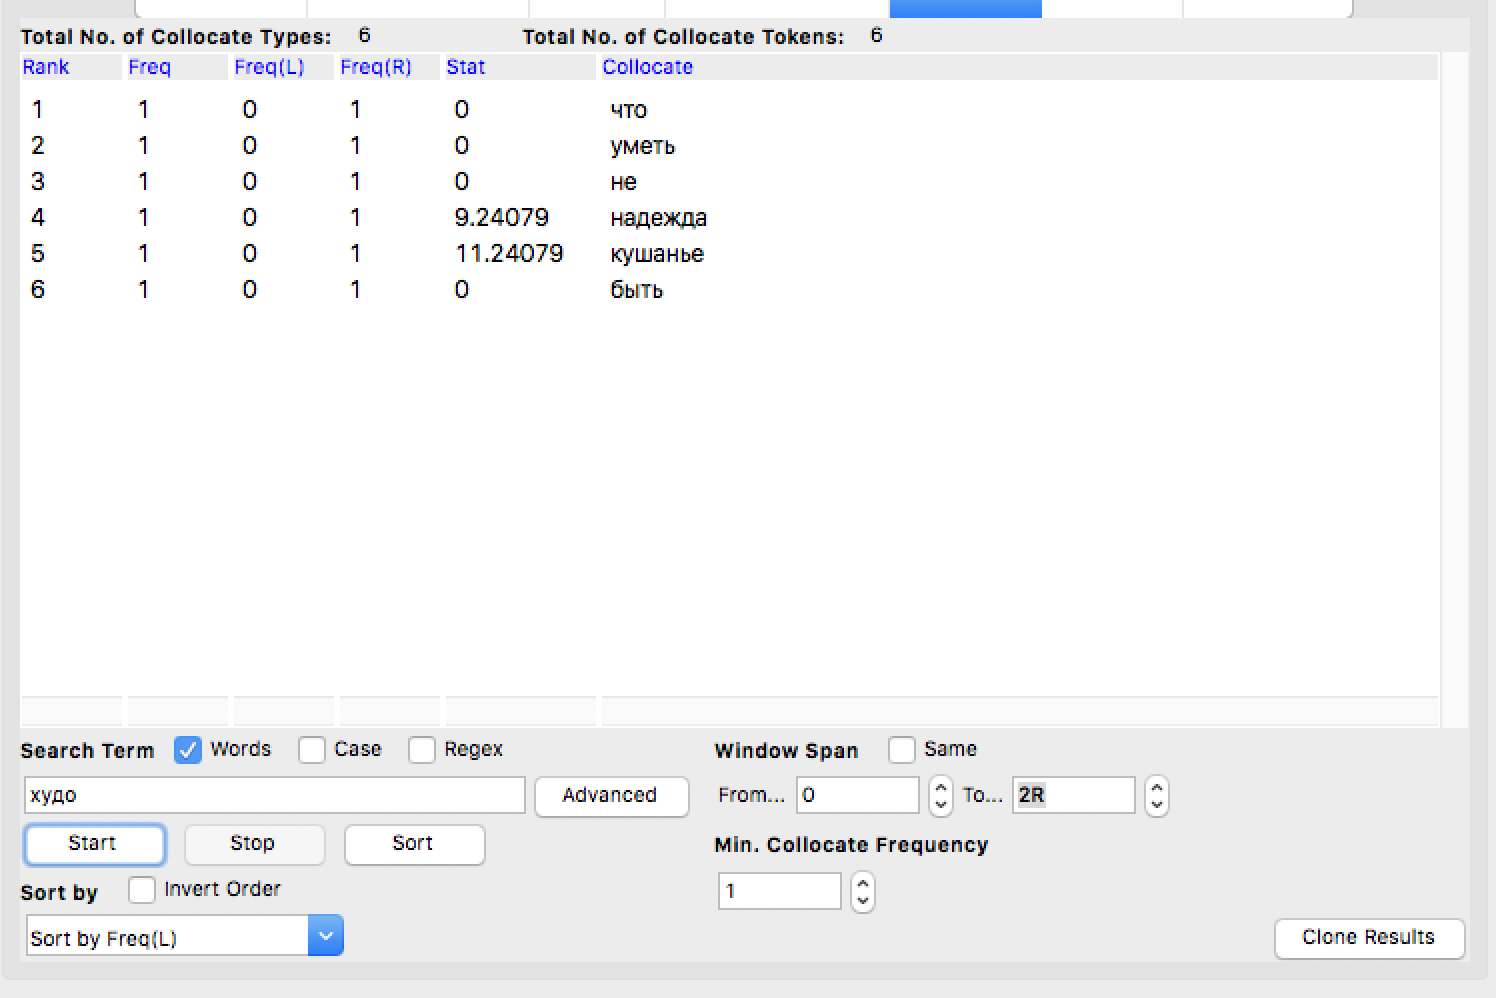 Total No. of Collocate Types: 6 Total No. of Collocate Tokens: 6
Rank Freq Freq(L) Freq(R) Stat Collocate
1 1 0 1 0 что
2 1 0 1 0 уметь
3 1 0 1 0 не
4 1 0 1 9.24079 надежда
5 1 0 1 11.24079 кушанье
6 1 0 1 0 быть
Search Term Words Case Regex Window Span Same
худо Advanced From... 0 To... 2R
Start Stop Sort Min. Collocate Frequency
Sort by Invert Order 1
Sort by Freq(L) Clone Results